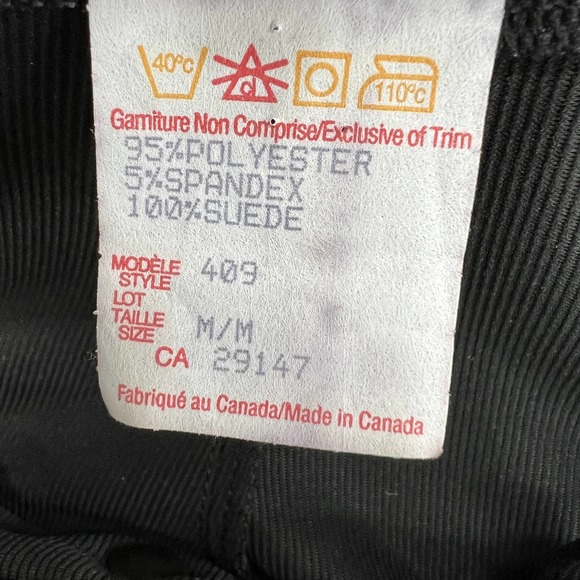 40°C cl 110°C
Garniture Non Comprise/Exclusive of Trim
95%POLYESTER
5%SPANDEX
100%SUEDE
MODÈLE
STYLE 409
LOT
TAILLE
SIZE M/M
CA 29147
Fabriqué au Canada/Made in Canada